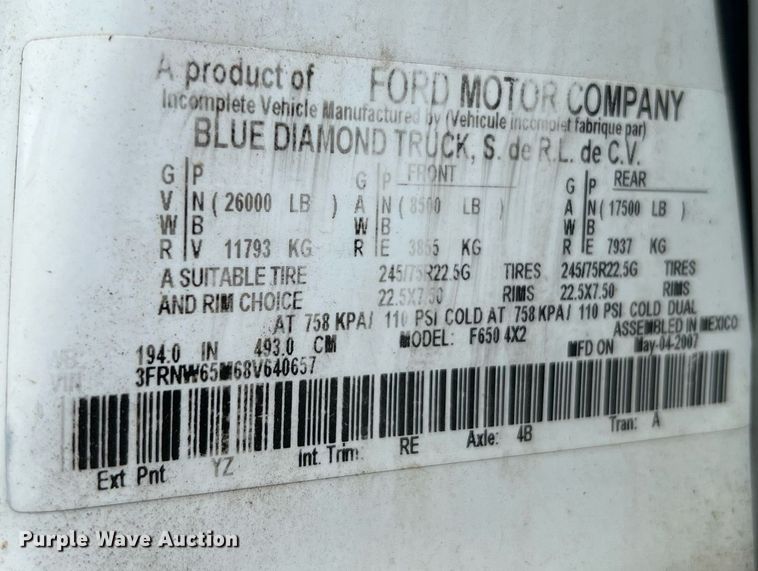 A product of FORD MOTOR COMPANY
Incomplete Vehicle Manufactured by (Vehicule incomplet fabrique par)
BLUE DIAMOND TRUCK, S. de R.L. de C.V.
G P G P FRONT G P REAR
V N ( 26000 LB ) A N ( 8500 LB ) A N ( 17500 LB )
W B W B W B
R V 11793 KG R E 3855 KG R E 7937 KG
A SUITABLE TIRE 245/75R22.5G TIRES 245/75R22.5G TIRES
AND RIM CHOICE 22.5X7.50 RIMS 22.5X7.50 RIMS
AT 758 KPA/ 110 PSI COLD AT 758 KPA/ 110 PSI COLD DUAL
WB 194.0 IN 493.0 CM MODEL: F650 4X2 ASSEMBLED IN MEXICO
VIN 3FRNW65M68V640657 MFD ON May-04-2007
Ext Pnt YZ Int. Trim: RE Axle: 4B Tran: A
Purple Wave Auction